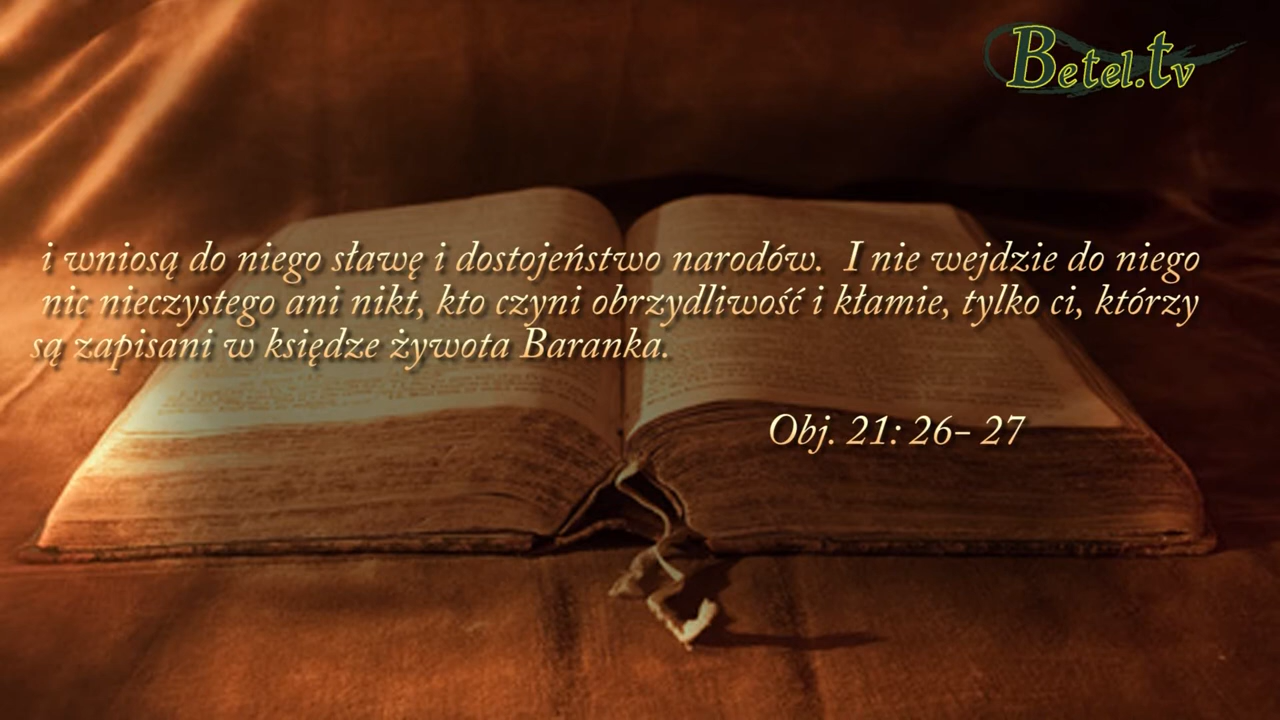 Betel.tv
i wniosą do niego sławę i dostojeństwo narodów. I nie wejdzie do niego
nic nieczystego ani nikt, kto czyni obrzydliwość i kłamie, tylko ci, którzy
są zapisani w księdze żywota Baranka.
Obj. 21: 26– 27